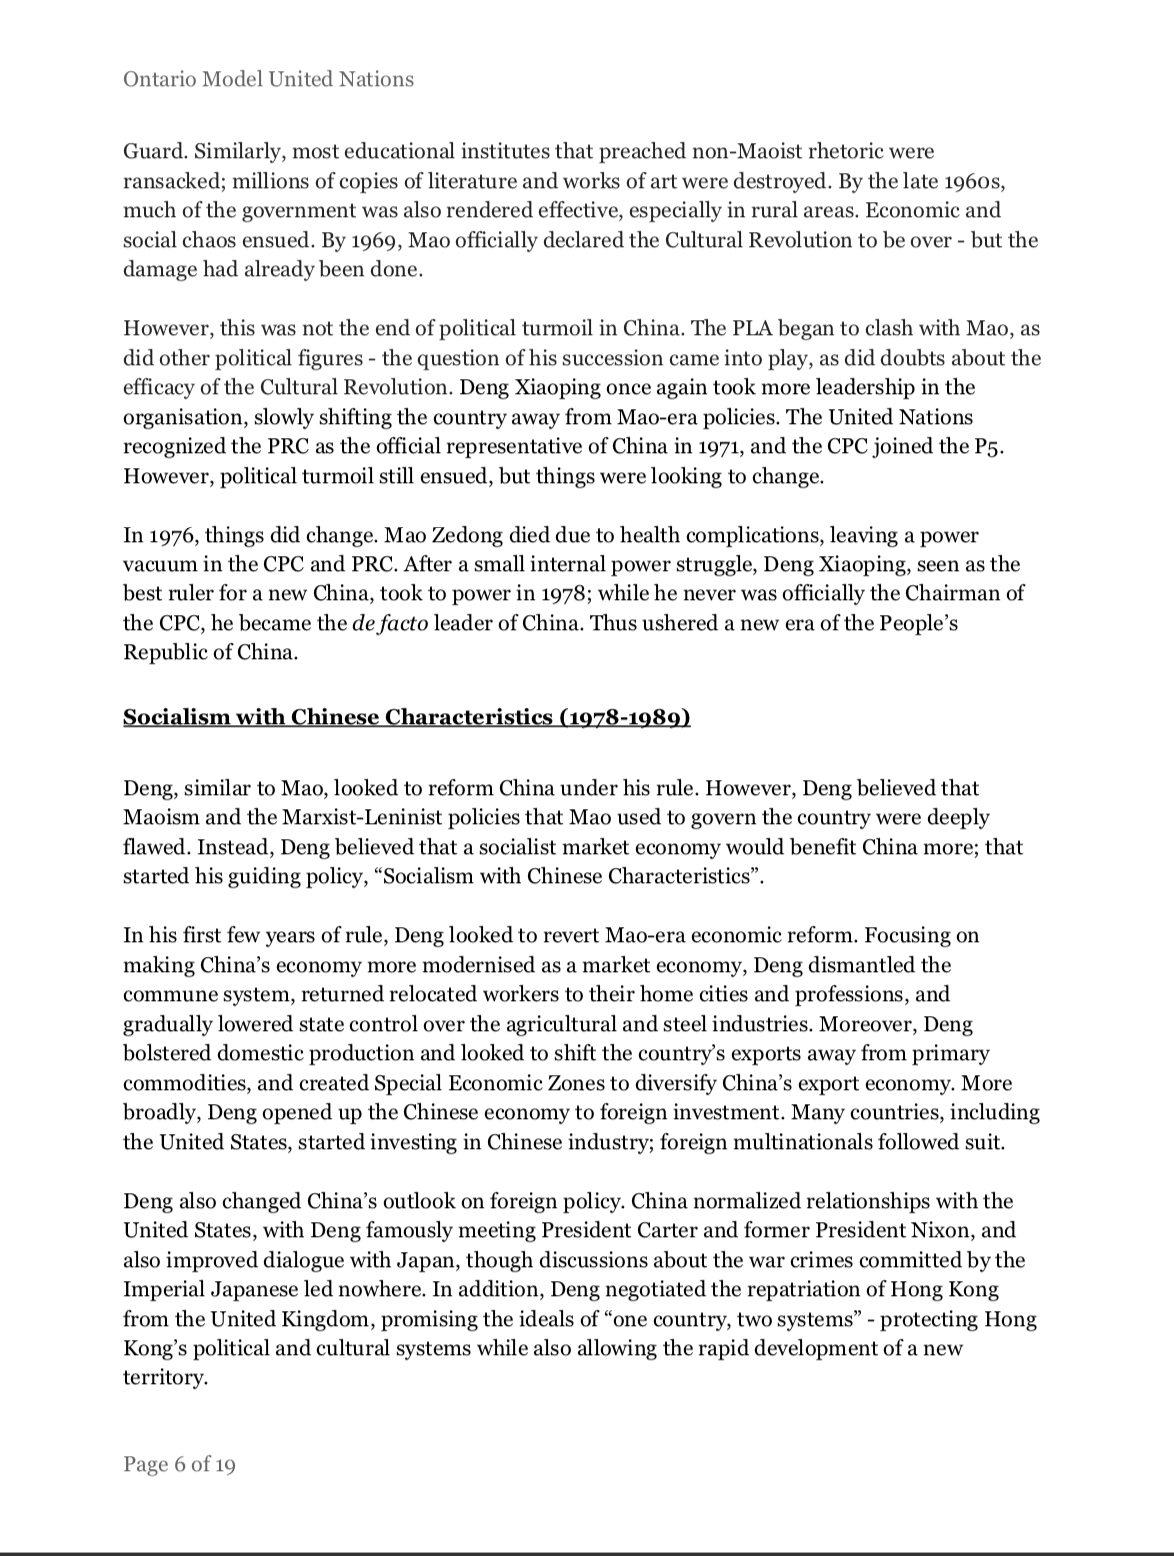 Ontario Model United Nations
Guard. Similarly, most educational institutes that preached non-Maoist rhetoric were
ransacked; millions of copies of literature and works of art were destroyed. By the late 1960s,
much of the government was also rendered effective, especially in rural areas. Economic and
social chaos ensued. By 1969, Mao officially declared the Cultural Revolution to be over - but the
damage had already been done.
However, this was not the end of political turmoil in China. The PLA began to clash with Mao, as
did other political figures - the question of his succession came into play, as did doubts about the
efficacy of the Cultural Revolution. Deng Xiaoping once again took more leadership in the
organisation, slowly shifting the country away from Mao-era policies. The United Nations
recognized the PRC as the official representative of China in 1971, and the CPC joined the P5.
However, political turmoil still ensued, but things were looking to change.
In 1976, things did change. Mao Zedong died due to health complications, leaving a power
vacuum in the CPC and PRC. After a small internal power struggle, Deng Xiaoping, seen as the
best ruler for a new China, took to power in 1978; while he never was officially the Chairman of
the CPC, he became the de facto leader of China. Thus ushered a new era of the People’s
Republic of China.
Socialism with Chinese Characteristics (1978-1989)
Deng, similar to Mao, looked to reform China under his rule. However, Deng believed that
Maoism and the Marxist-Leninist policies that Mao used to govern the country were deeply
flawed. Instead, Deng believed that a socialist market economy would benefit China more; that
started his guiding policy, “Socialism with Chinese Characteristics”.
In his first few years of rule, Deng looked to revert Mao-era economic reform. Focusing on
making China’s economy more modernised as a market economy, Deng dismantled the
commune system, returned relocated workers to their home cities and professions, and
gradually lowered state control over the agricultural and steel industries. Moreover, Deng
bolstered domestic production and looked to shift the country’s exports away from primary
commodities, and created Special Economic Zones to diversify China’s export economy. More
broadly, Deng opened up the Chinese economy to foreign investment. Many countries, including
the United States, started investing in Chinese industry; foreign multinationals followed suit.
Deng also changed China’s outlook on foreign policy. China normalized relationships with the
United States, with Deng famously meeting President Carter and former President Nixon, and
also improved dialogue with Japan, though discussions about the war crimes committed by the
Imperial Japanese led nowhere. In addition, Deng negotiated the repatriation of Hong Kong
from the United Kingdom, promising the ideals of “one country, two systems” - protecting Hong
Kong’s political and cultural systems while also allowing the rapid development of a new
territory.
Page 6 of 19